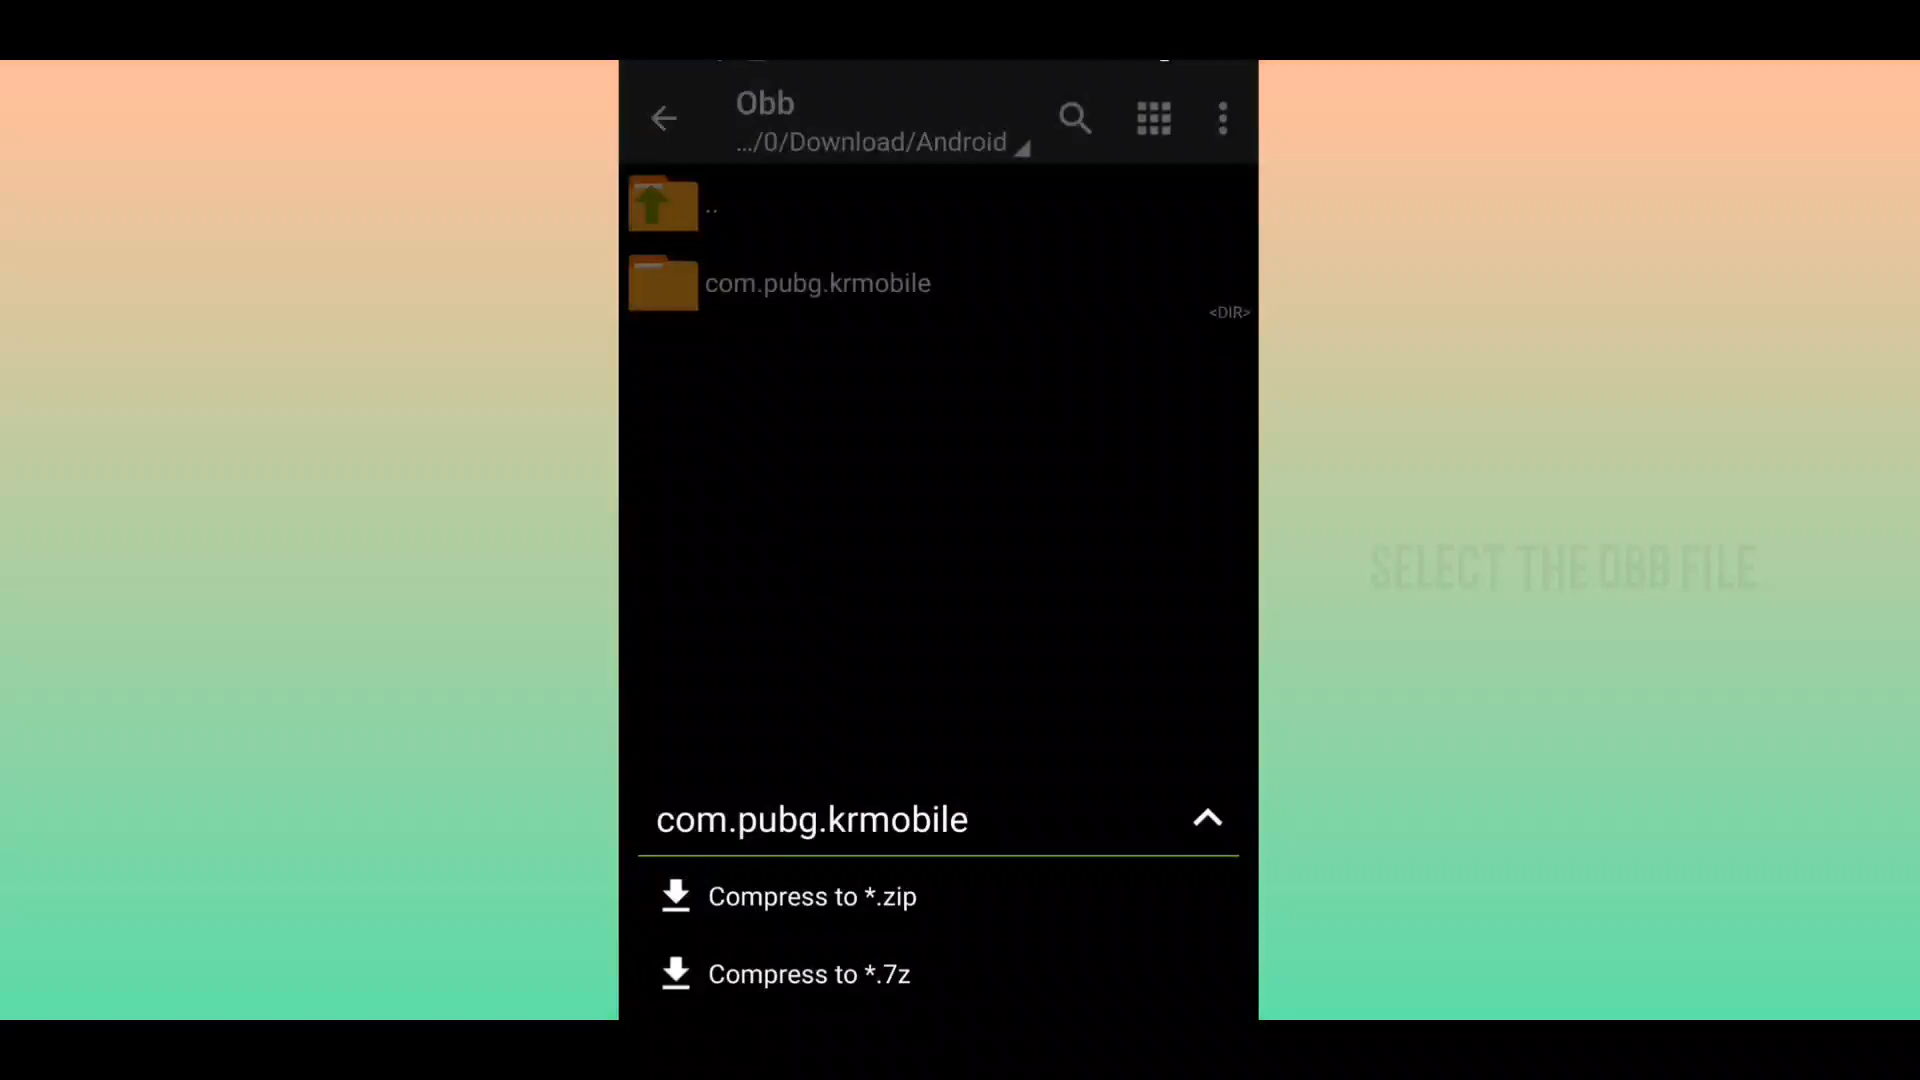 Obb
.../0/Download/Android
..
com.pubg.krmobile
<DIR>
SELECT THE OBB FILE
com.pubg.krmobile
Compress to *.zip
Compress to *.7z